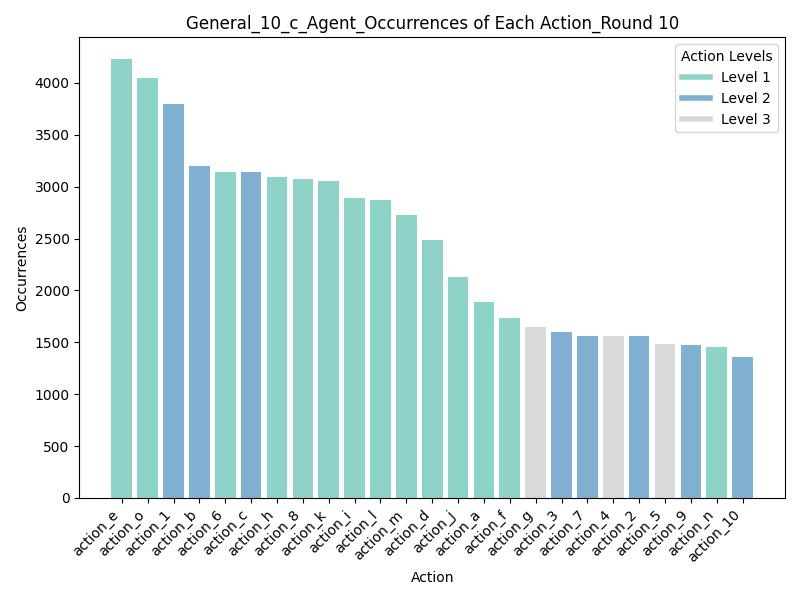 General_10_c_Agent_Occurrences of Each Action_Round 10
Action Levels
Level 1
Level 2
Level 3
Occurrences
4000
3500
3000
2500
2000
1500
1000
500
0
action_e
action_o
action_1
action_b
action_6
action_c
action_h
action_8
action_k
action_i
action_l
action_m
action_d
action_j
action_a
action_f
action_g
action_3
action_7
action_4
action_2
action_5
action_9
action_n
action_10
Action